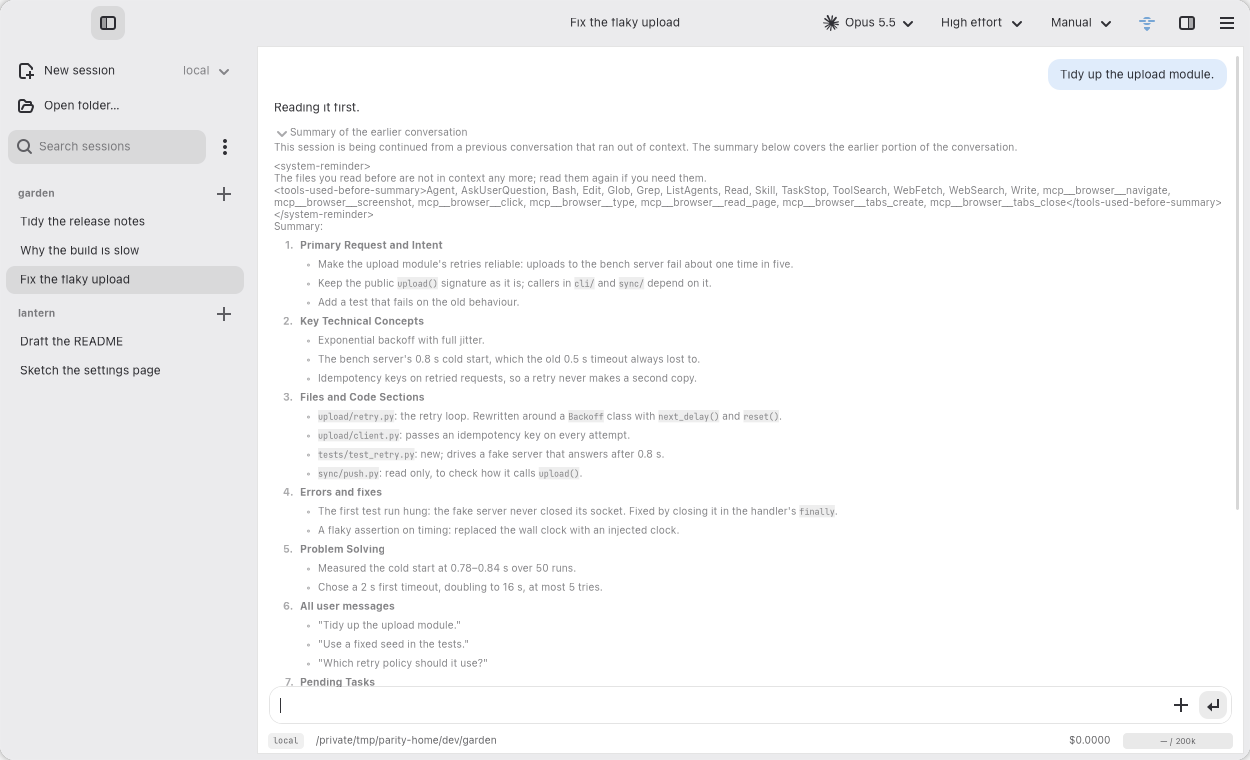 Fix the flaky upload
Opus 5.5
High effort
Manual
New session
local
Open folder...
Search sessions
garden
Tidy the release notes
Why the build is slow
Fix the flaky upload
lantern
Draft the README
Sketch the settings page
Tidy up the upload module.
Reading it first.
Summary of the earlier conversation
This session is being continued from a previous conversation that ran out of context. The summary below covers the earlier portion of the conversation.
<system-reminder>
The files you read before are not in context any more; read them again if you need them.
<tools-used-before-summary>Agent, AskUserQuestion, Bash, Edit, Glob, Grep, ListAgents, Read, Skill, TaskStop, ToolSearch, WebFetch, WebSearch, Write, mcp__browser__navigate,
mcp__browser__screenshot, mcp__browser__click, mcp__browser__type, mcp__browser__read_page, mcp__browser__tabs_create, mcp__browser__tabs_close</tools-used-before-summary>
</system-reminder>
Summary:
1. Primary Request and Intent
◦ Make the upload module's retries reliable: uploads to the bench server fail about one time in five.
◦ Keep the public upload() signature as it is; callers in cli/ and sync/ depend on it.
◦ Add a test that fails on the old behaviour.
2. Key Technical Concepts
◦ Exponential backoff with full jitter.
◦ The bench server's 0.8 s cold start, which the old 0.5 s timeout always lost to.
◦ Idempotency keys on retried requests, so a retry never makes a second copy.
3. Files and Code Sections
◦ upload/retry.py: the retry loop. Rewritten around a Backoff class with next_delay() and reset().
◦ upload/client.py: passes an idempotency key on every attempt.
◦ tests/test_retry.py: new; drives a fake server that answers after 0.8 s.
◦ sync/push.py: read only, to check how it calls upload().
4. Errors and fixes
◦ The first test run hung: the fake server never closed its socket. Fixed by closing it in the handler's finally.
◦ A flaky assertion on timing: replaced the wall clock with an injected clock.
5. Problem Solving
◦ Measured the cold start at 0.78–0.84 s over 50 runs.
◦ Chose a 2 s first timeout, doubling to 16 s, at most 5 tries.
6. All user messages
◦ "Tidy up the upload module."
◦ "Use a fixed seed in the tests."
◦ "Which retry policy should it use?"
7. Pending Tasks
local
/private/tmp/parity-home/dev/garden
$0.0000
— / 200k